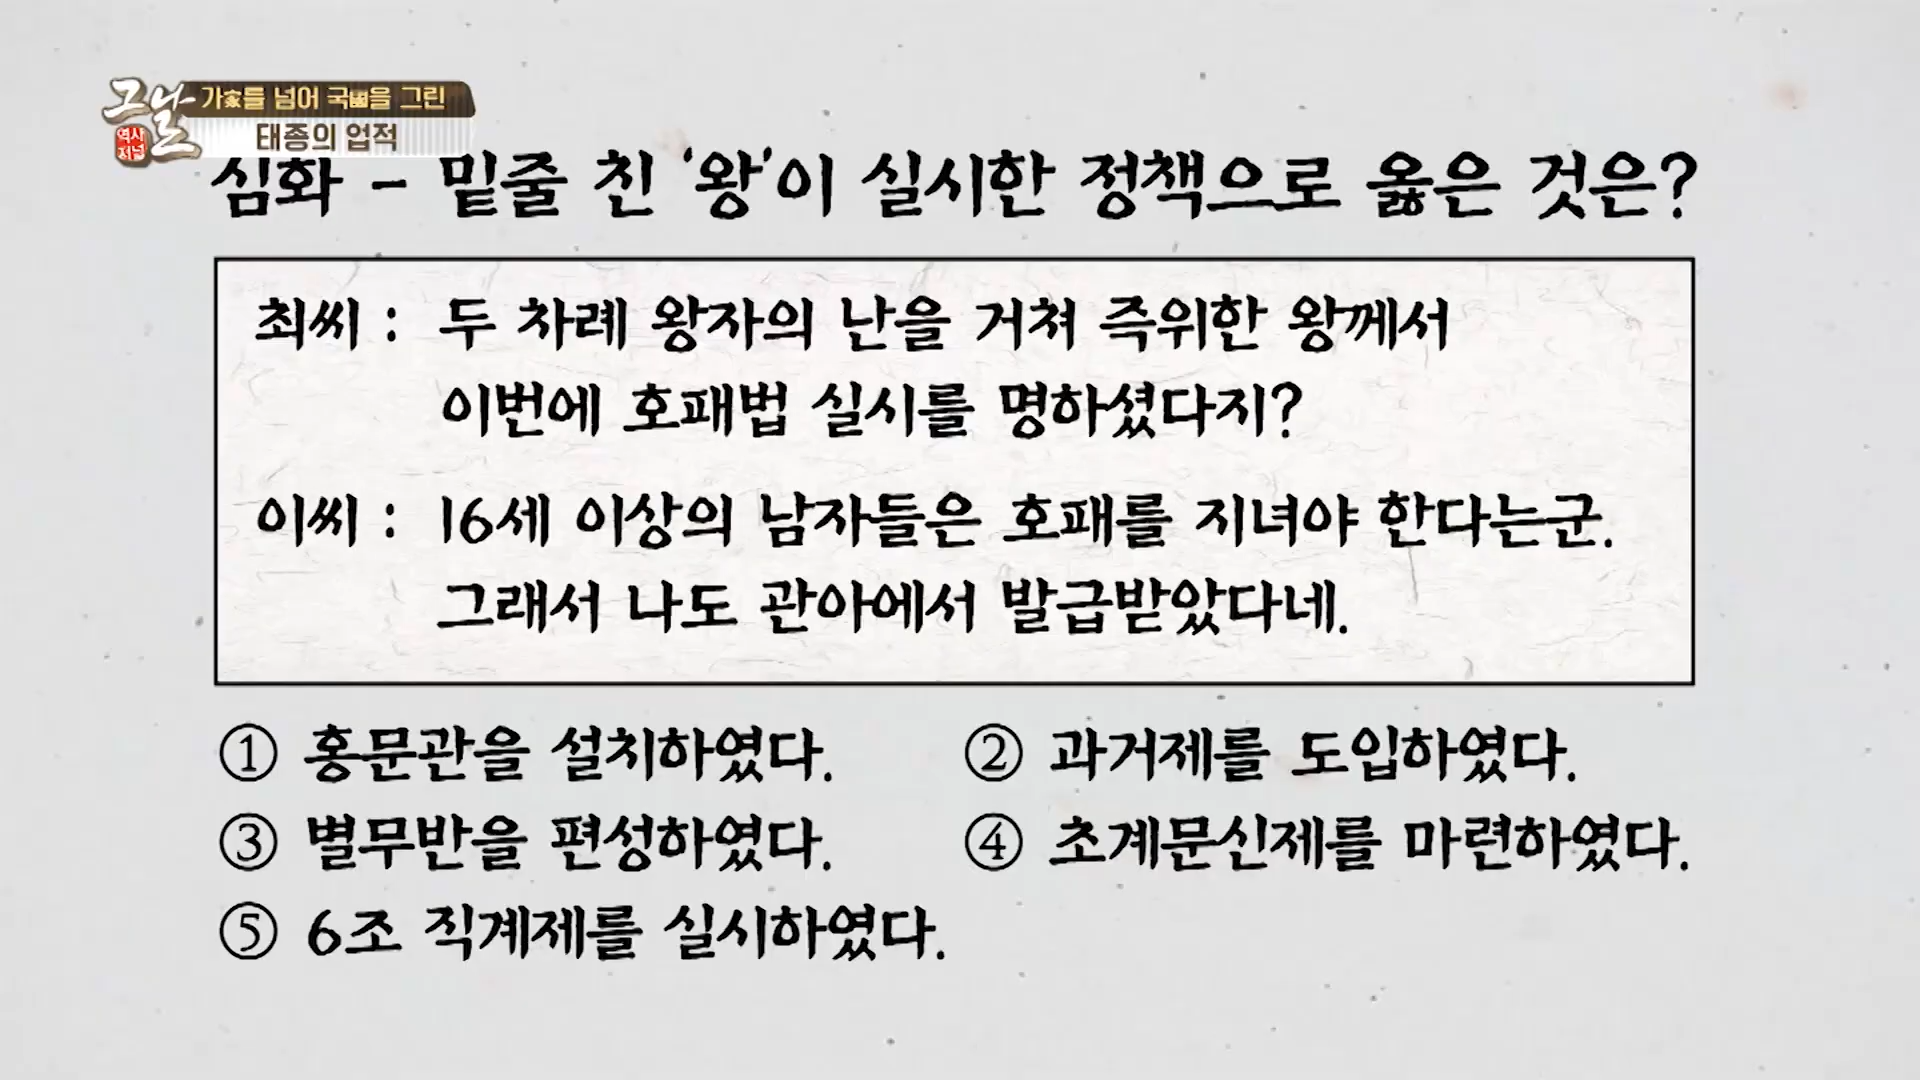 그날
역사
저널
가家를 넘어 국國을 그린
태종의 업적
심화 - 밑줄 친 '왕'이 실시한 정책으로 옳은 것은?
최씨 : 두 차례 왕자의 난을 거쳐 즉위한 왕께서
이번에 호패법 실시를 명하셨다지?
이씨 : 16세 이상의 남자들은 호패를 지녀야 한다는군.
그래서 나도 관아에서 발급받았다네.
① 홍문관을 설치하였다. ② 과거제를 도입하였다.
③ 별무반을 편성하였다. ④ 초계문신제를 마련하였다.
⑤ 6조 직계제를 실시하였다.